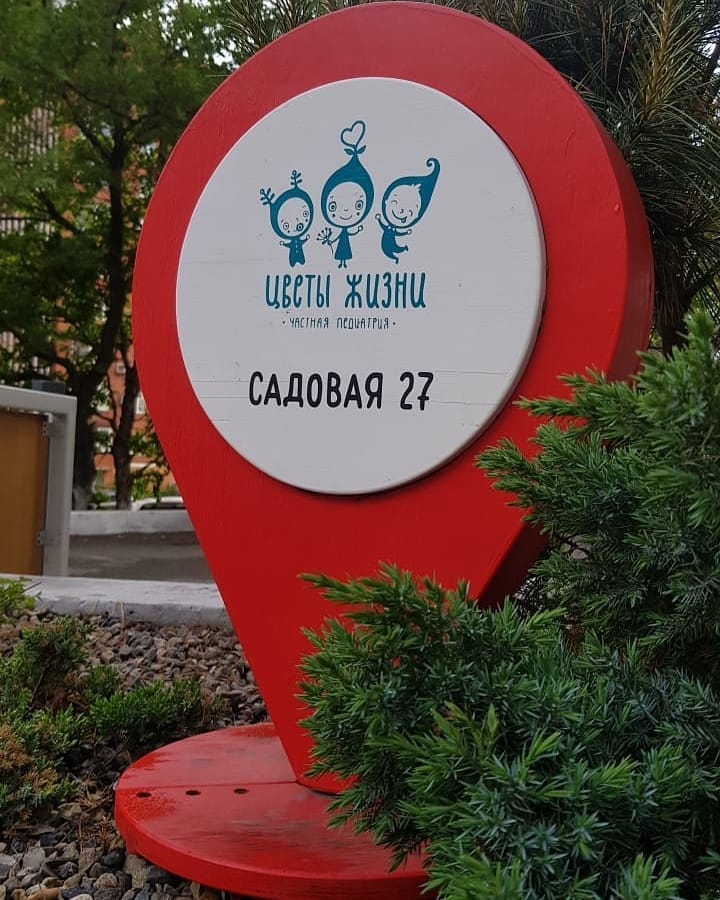 ЦВЕТЫ ЖИЗНИ
• ЧАСТНАЯ ПЕДИАТРИЯ •
САДОВАЯ 27